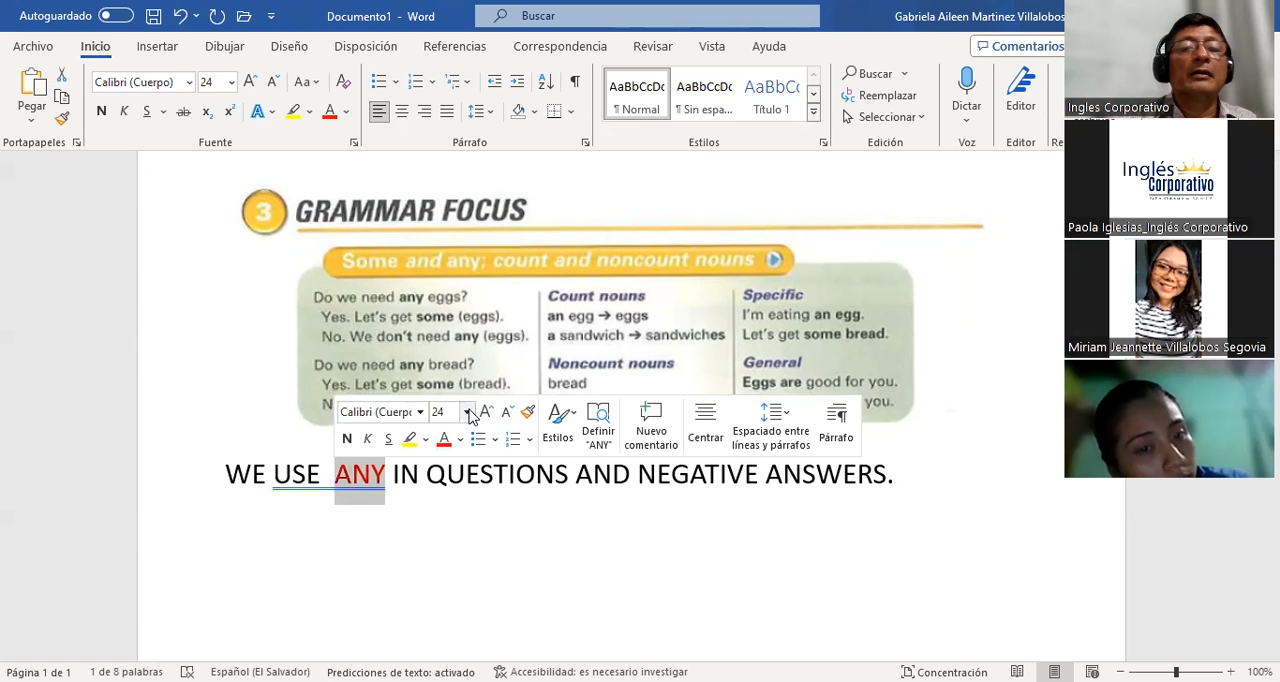 Autoguardado
Documento1 - Word
Buscar
Gabriela Aileen Martinez Villalobos
Archivo Inicio Insertar Dibujar Diseño Disposición Referencias Correspondencia Revisar Vista Ayuda
Comentarios
Pegar
Calibri (Cuerpo) 24
Aa
N K S ab x₂ x² A A
AaBbCcDc AaBbCcDc AaBbCc
¶ Normal ¶ Sin espa... Título 1
Buscar
Reemplazar
Seleccionar
Dictar
Editor
Portapapeles Fuente Párrafo Estilos Edición Voz Editor
Ingles Corporativo
Inglés
Corporativo
Paola Iglesias_Inglés Corporativo
Miriam Jeannette Villalobos Segovia
3 GRAMMAR FOCUS
Some and any; count and noncount nouns
Do we need any eggs?
Yes. Let's get some (eggs).
No. We don't need any (eggs).
Do we need any bread?
Yes. Let's get some (bread).
N
Count nouns
an egg → eggs
a sandwich → sandwiches
Noncount nouns
bread
Specific
I'm eating an egg.
Let's get some bread.
General
Eggs are good for you.
you.
Calibri (Cuerpo 24
N K S A
Estilos
Definir
"ANY"
Nuevo
comentario
Centrar
Espaciado entre
líneas y párrafos
Párrafo
WE USE ANY IN QUESTIONS AND NEGATIVE ANSWERS.
Página 1 de 1 1 de 8 palabras Español (El Salvador) Predicciones de texto: activado Accesibilidad: es necesario investigar Concentración 100%